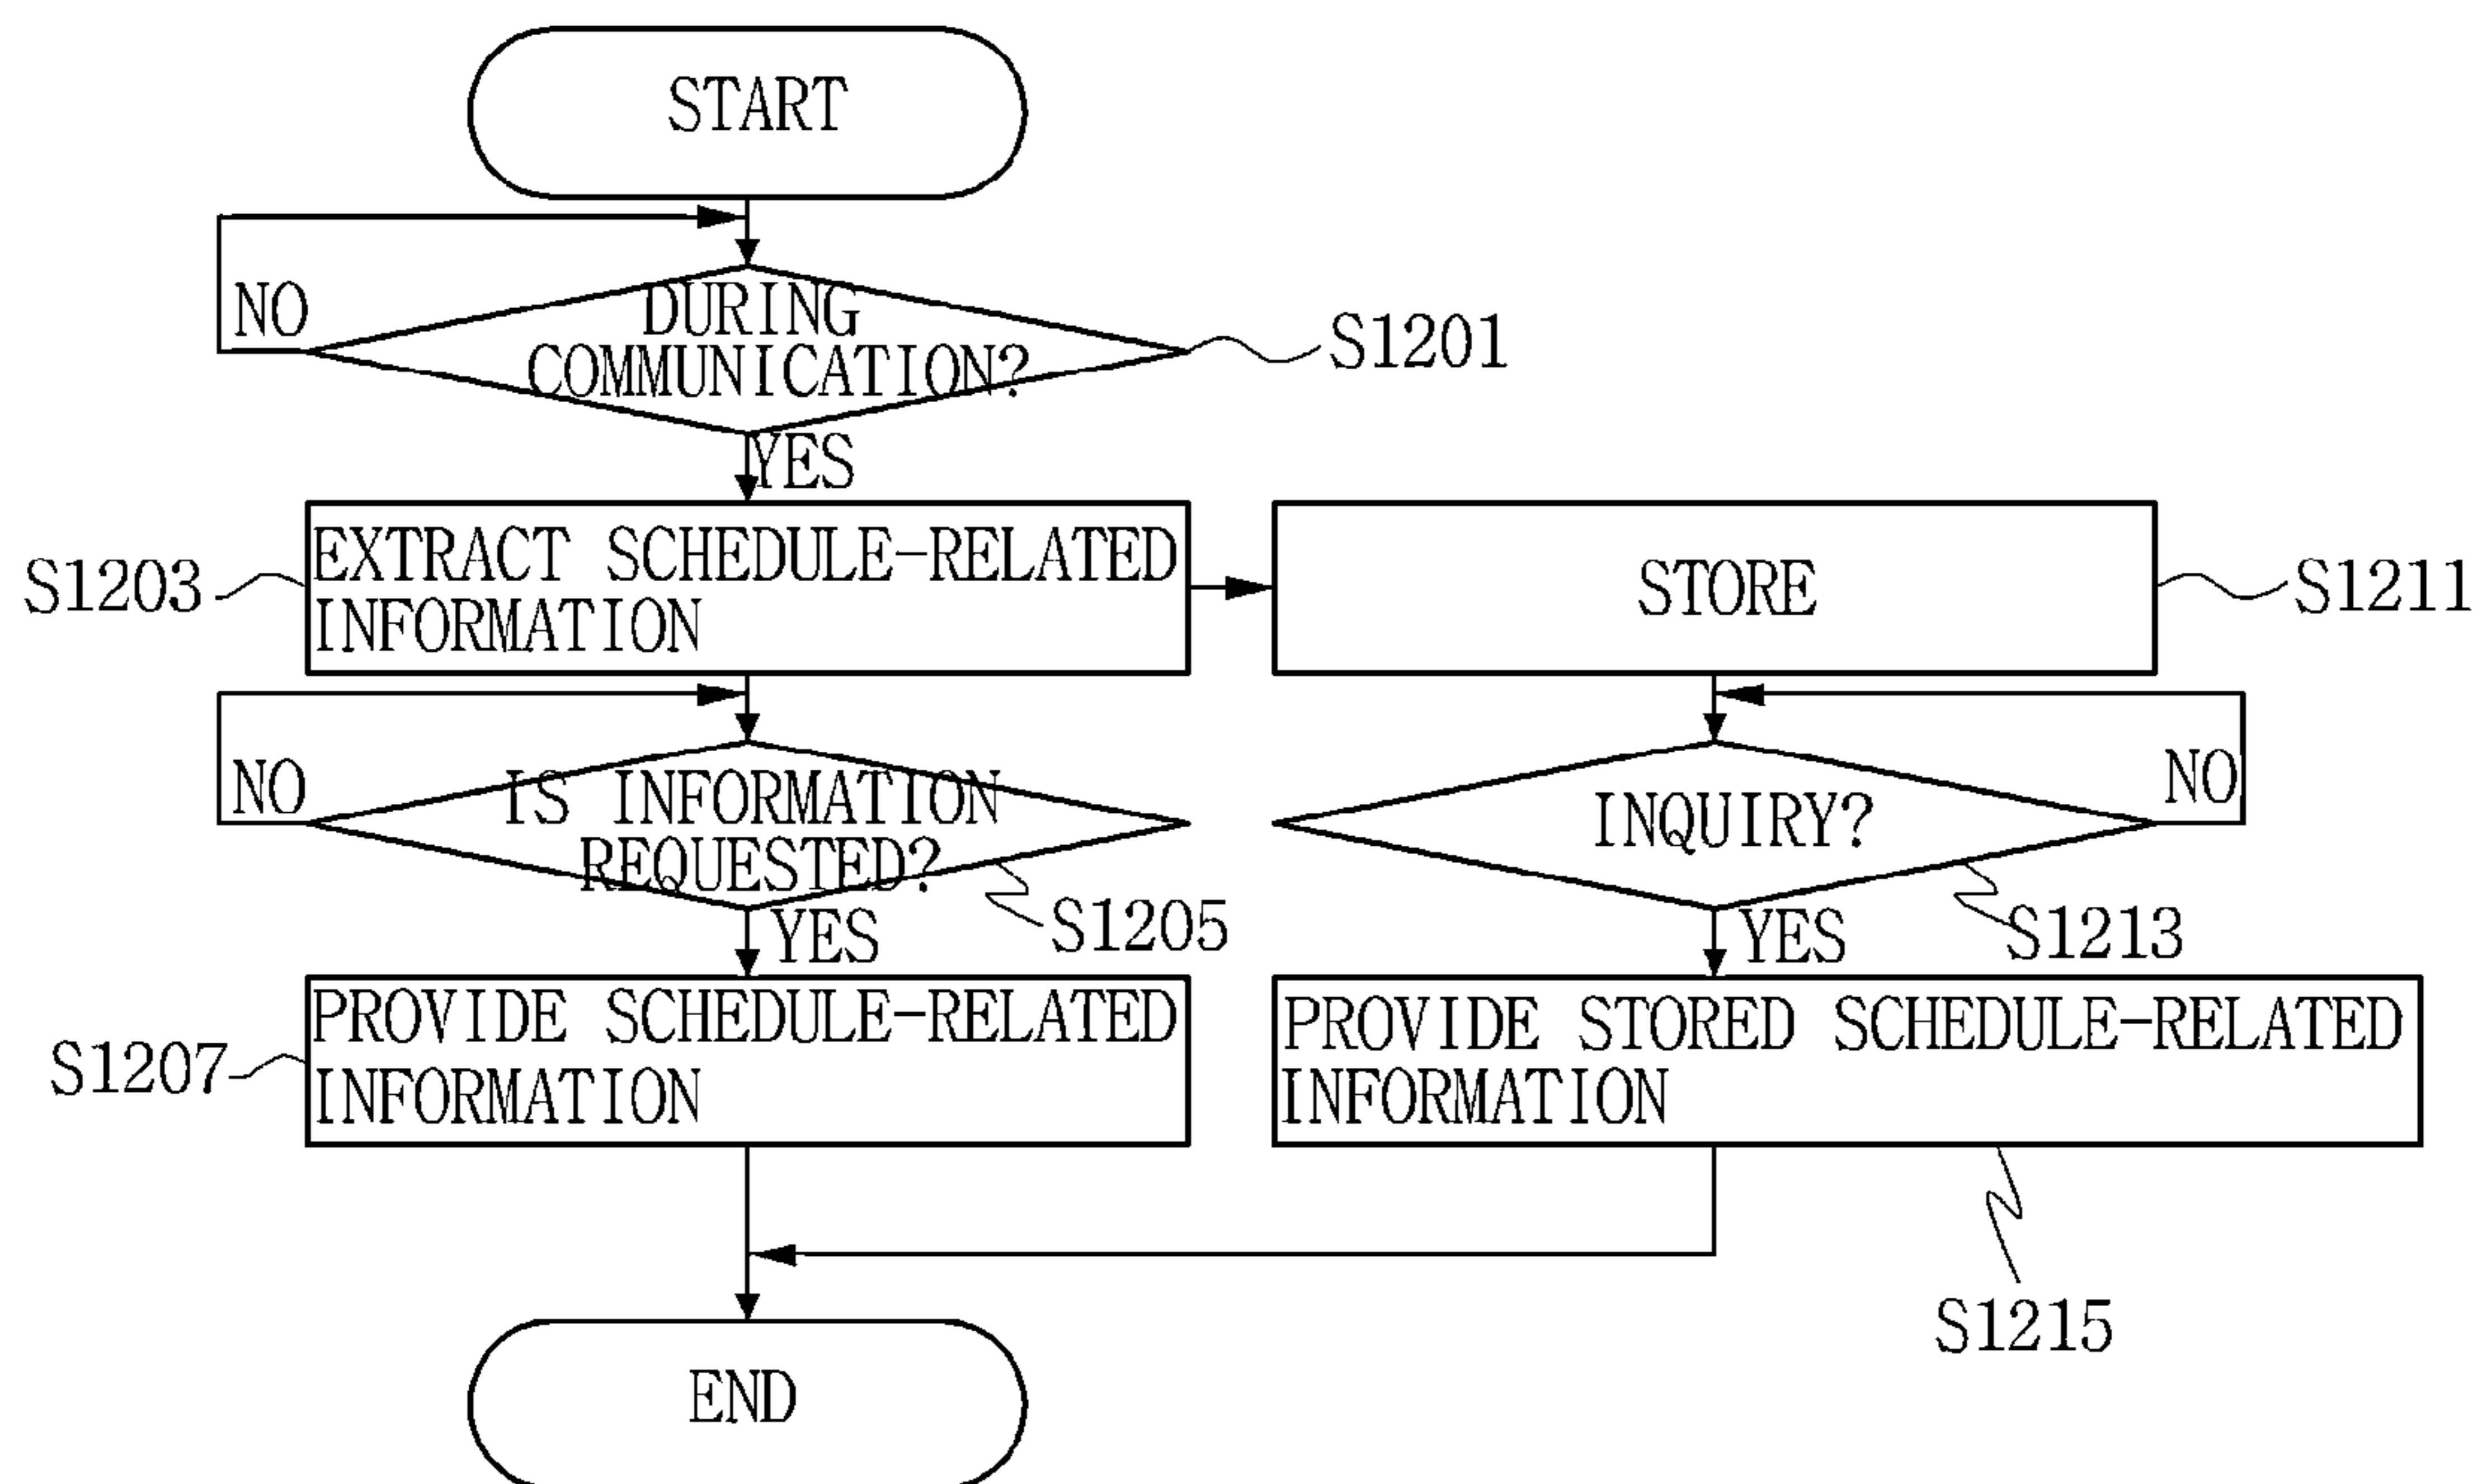 START
NO
DURING
COMMUNICATION?
S1201
YES
S1203
EXTRACT SCHEDULE-RELATED
INFORMATION
STORE
S1211
NO
IS INFORMATION
REQUESTED?
S1205
YES
INQUIRY?
NO
S1213
YES
S1207
PROVIDE SCHEDULE-RELATED
INFORMATION
PROVIDE STORED SCHEDULE-RELATED
INFORMATION
S1215
END